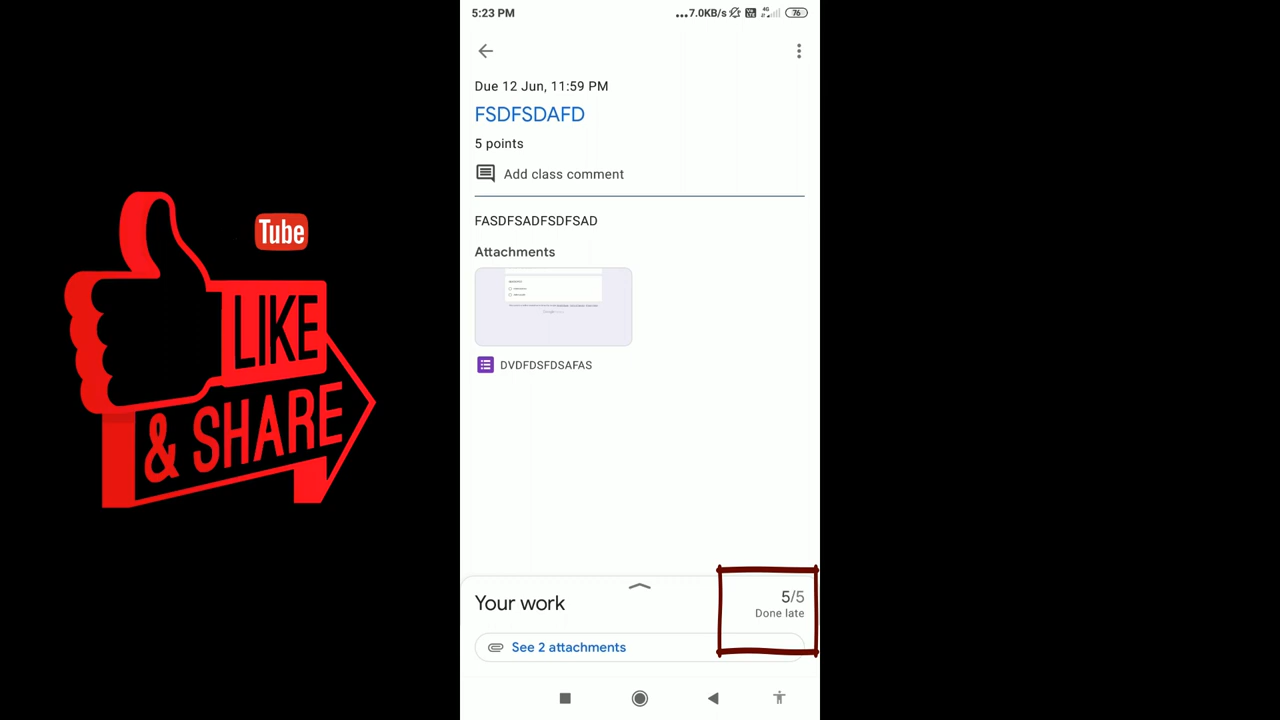 5:23 PM
...7.0KB/s
4G
76
Due 12 Jun, 11:59 PM
FSDFSDAFD
5 points
Add class comment
FASDFSADFSDFSAD
Attachments
DVDFDSFDSAFAS
Your work
5/5
Done late
See 2 attachments
Tube
LIKE
& SHARE